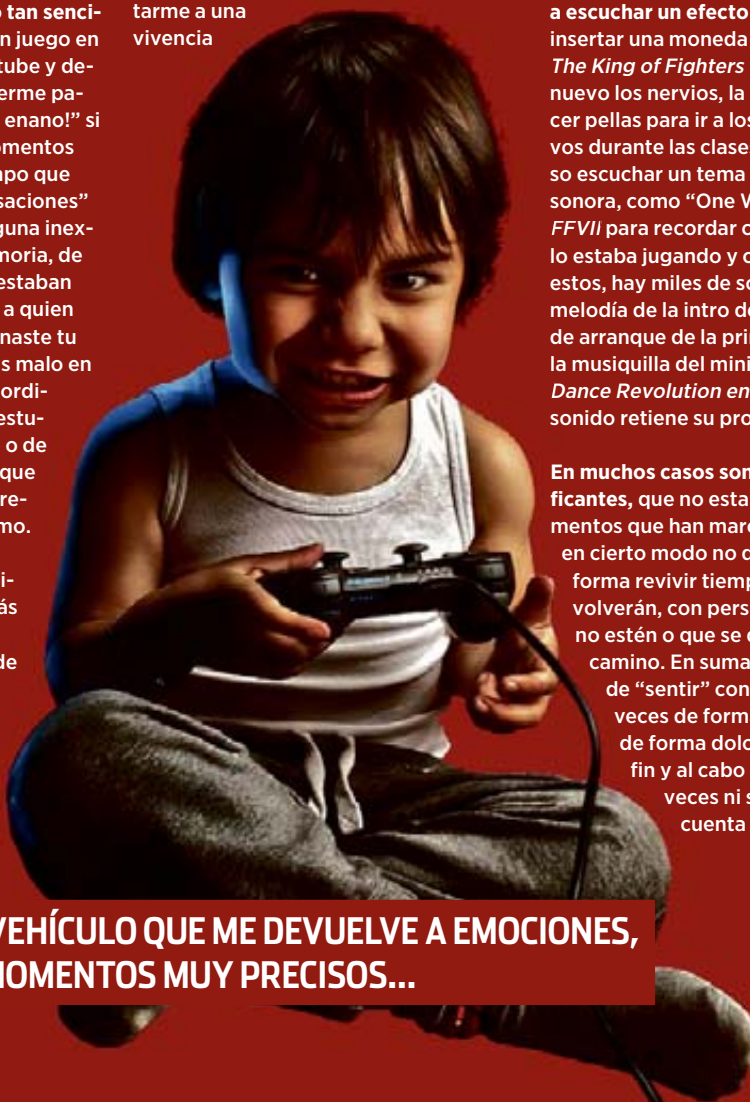 o tan senci-
n juego en
tube y de-
erme pa-
enano!” si
omentos
po que
saciones”
guna inex-
moria, de
estaban
a quien
naste tu
s malo en
ordi-
estu-
o de
que
re-
mo.
i-
ás
de
tarme a una
vivencia
a escuchar un efecto
insertar una moneda
The King of Fighters
nuevo los nervios, la
cer pellas para ir a los
vos durante las clase
so escuchar un tema
sonora, como “One W
FFVII para recordar c
lo estaba jugando y c
estos, hay miles de so
melodía de la intro de
de arranque de la prin
la musiquilla del mini
Dance Revolution en
sonido retiene su pro
En muchos casos son
ficantes, que no esta
mentos que han marc
en cierto modo no d
forma revivir tiemp
volverán, con pers
no estén o que se q
camino. En suma
de “sentir” con
veces de form
de forma dolo
fin y al cabo
veces ni s
cuenta
VEHÍCULO QUE ME DEVUELVE A EMOCIONES,
MOMENTOS MUY PRECISOS...